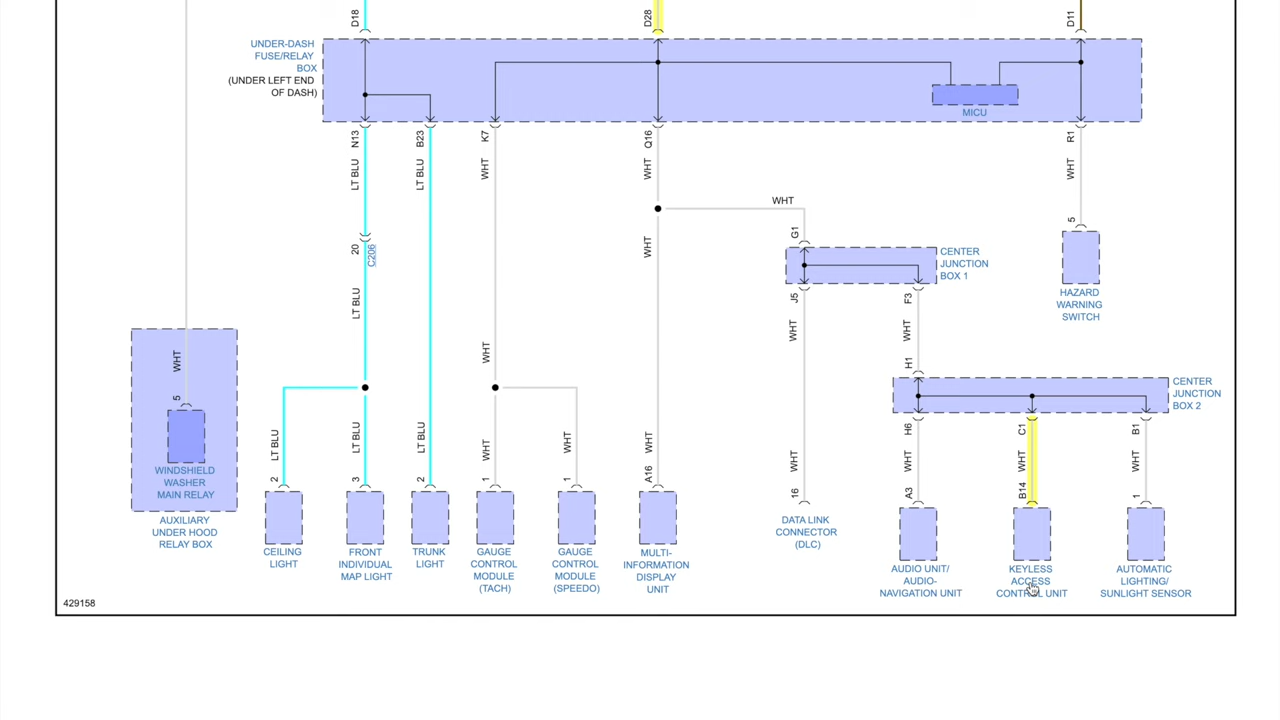 D18
D28
D11
UNDER-DASH
FUSE/RELAY
BOX
(UNDER LEFT END
OF DASH)
MICU
N13
B23
K7
Q16
R1
LT BLU
LT BLU
WHT
WHT
WHT
WHT
5
20
C206
WHT
G1
CENTER
JUNCTION
BOX 1
HAZARD
WARNING
SWITCH
LT BLU
J5
F3
WHT
WHT
WHT
WHT
H1
5
CENTER
JUNCTION
BOX 2
LT BLU
LT BLU
LT BLU
WHT
WHT
WHT
H6
C1
B1
WHT
WHT
WHT
WHT
2
3
2
1
1
A16
16
A3
B14
1
WINDSHIELD
WASHER
MAIN RELAY
AUXILIARY
UNDER HOOD
RELAY BOX
CEILING
LIGHT
FRONT
INDIVIDUAL
MAP LIGHT
TRUNK
LIGHT
GAUGE
CONTROL
MODULE
(TACH)
GAUGE
CONTROL
MODULE
(SPEEDO)
MULTI-
INFORMATION
DISPLAY
UNIT
DATA LINK
CONNECTOR
(DLC)
AUDIO UNIT/
AUDIO-
NAVIGATION UNIT
KEYLESS
ACCESS
CONTROL UNIT
AUTOMATIC
LIGHTING/
SUNLIGHT SENSOR
429158